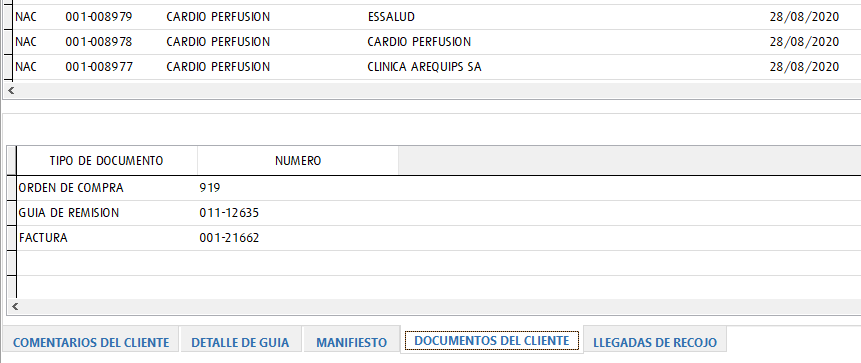 NAC 001-008979 CARDIO PERFUSION ESSALUD 28/08/2020
NAC 001-008978 CARDIO PERFUSION CARDIO PERFUSION 28/08/2020
NAC 001-008977 CARDIO PERFUSION CLINICA AREQUIPS SA 28/08/2020
TIPO DE DOCUMENTO NUMERO
ORDEN DE COMPRA 919
GUIA DE REMISION 011-12635
FACTURA 001-21662
COMENTARIOS DEL CLIENTE DETALLE DE GUIA MANIFIESTO DOCUMENTOS DEL CLIENTE LLEGADAS DE RECOJO